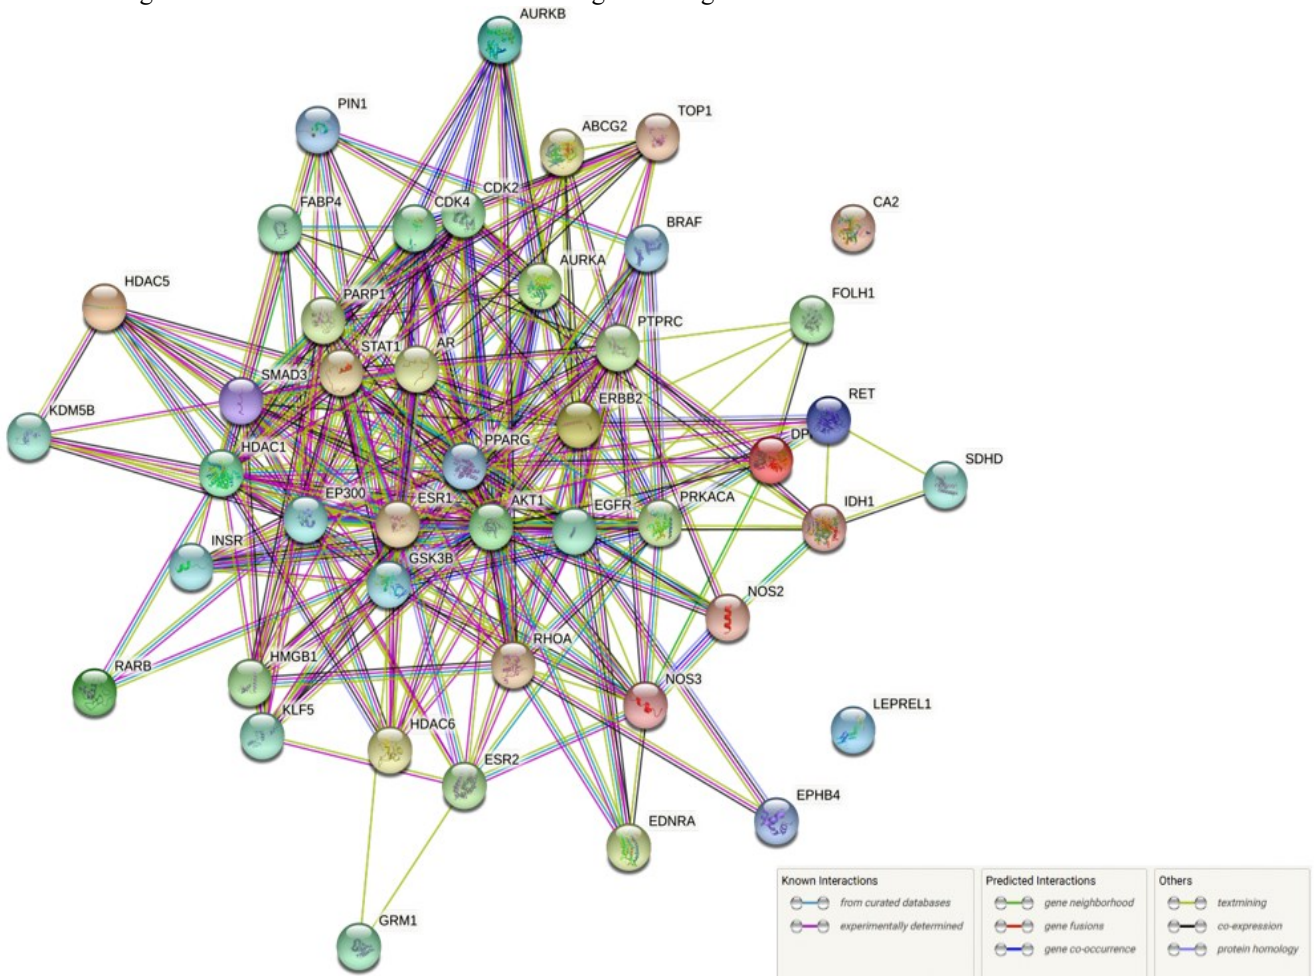 AURKB
PIN1
ABCG2
TOP1
FABP4
CDK4
CDK2
CA2
BRAF
AURKA
HDAC5
PARP1
FOLH1
PTPRC
STAT1
AR
SMAD3
ERBB2
RET
KDM5B
HDAC1
PPARG
DP
SDHD
EP300
ESR1
AKT1
EGFR
PRKACA
IDH1
INSR
GSK3B
NOS2
RHOA
RARB
HMGB1
NOS3
KLF5
LEPREL1
HDAC6
ESR2
EPHB4
EDNRA
GRM1
Known Interactions
from curated databases
experimentally determined
Predicted Interactions
gene neighborhood
gene fusions
gene co-occurrence
Others
textmining
co-expression
protein homology